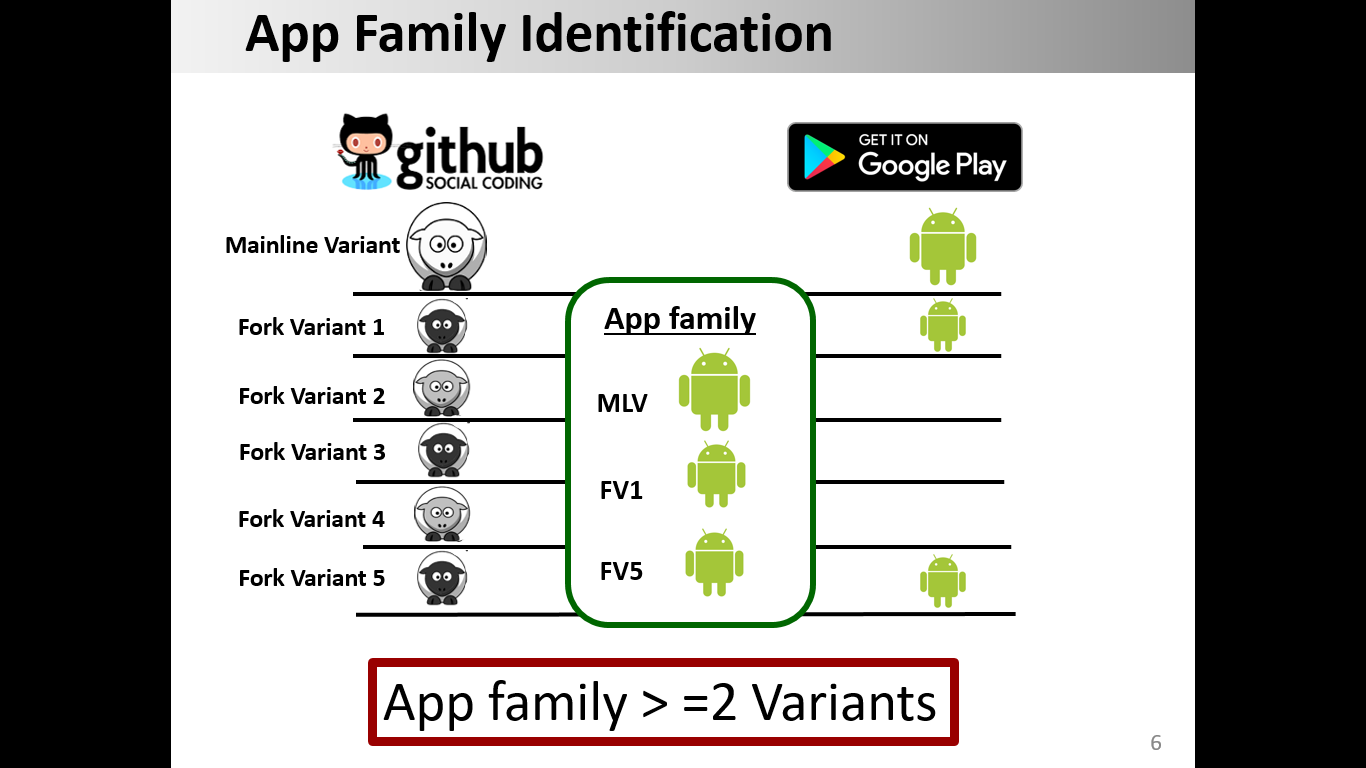 App Family Identification
github
SOCIAL CODING
GET IT ON
Google Play
Mainline Variant
Fork Variant 1
Fork Variant 2
Fork Variant 3
Fork Variant 4
Fork Variant 5
App family
MLV
FV1
FV5
App family > =2 Variants
6